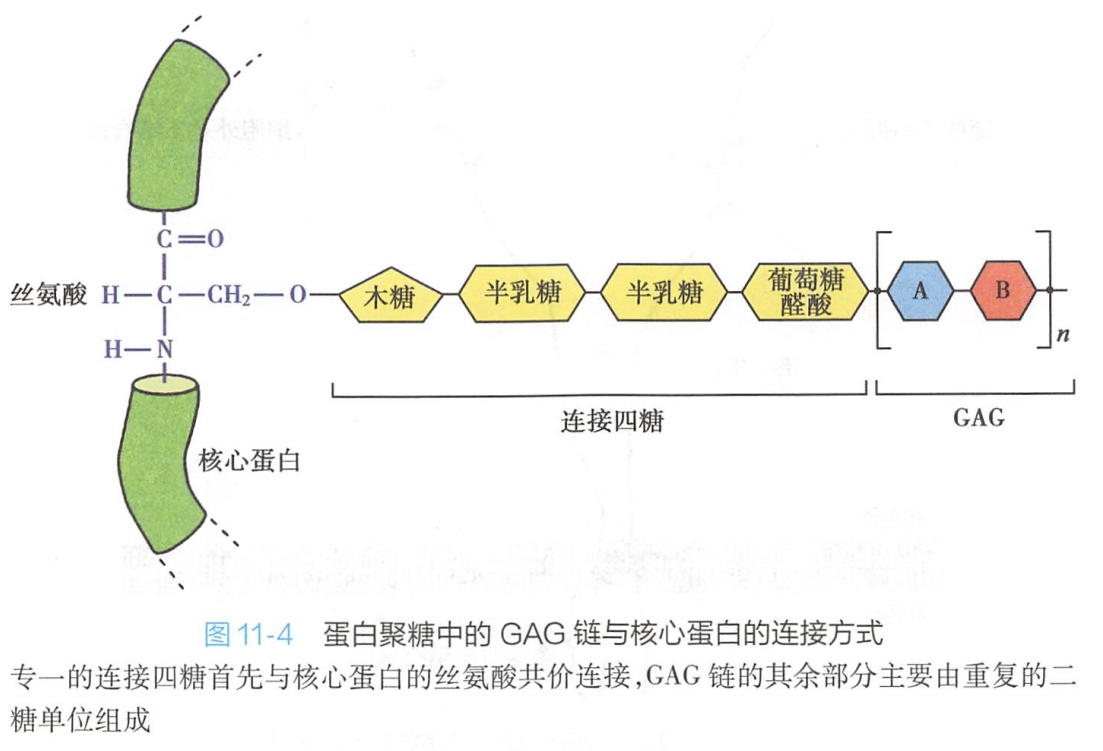 C=O
丝氨酸 H—C—CH₂—O—
木糖 半乳糖 半乳糖 葡萄糖醛酸 A B n
H—N
连接四糖 GAG
核心蛋白
图 11-4 蛋白聚糖中的 GAG 链与核心蛋白的连接方式
专一的连接四糖首先与核心蛋白的丝氨酸共价连接,GAG 链的其余部分主要由重复的二
糖单位组成